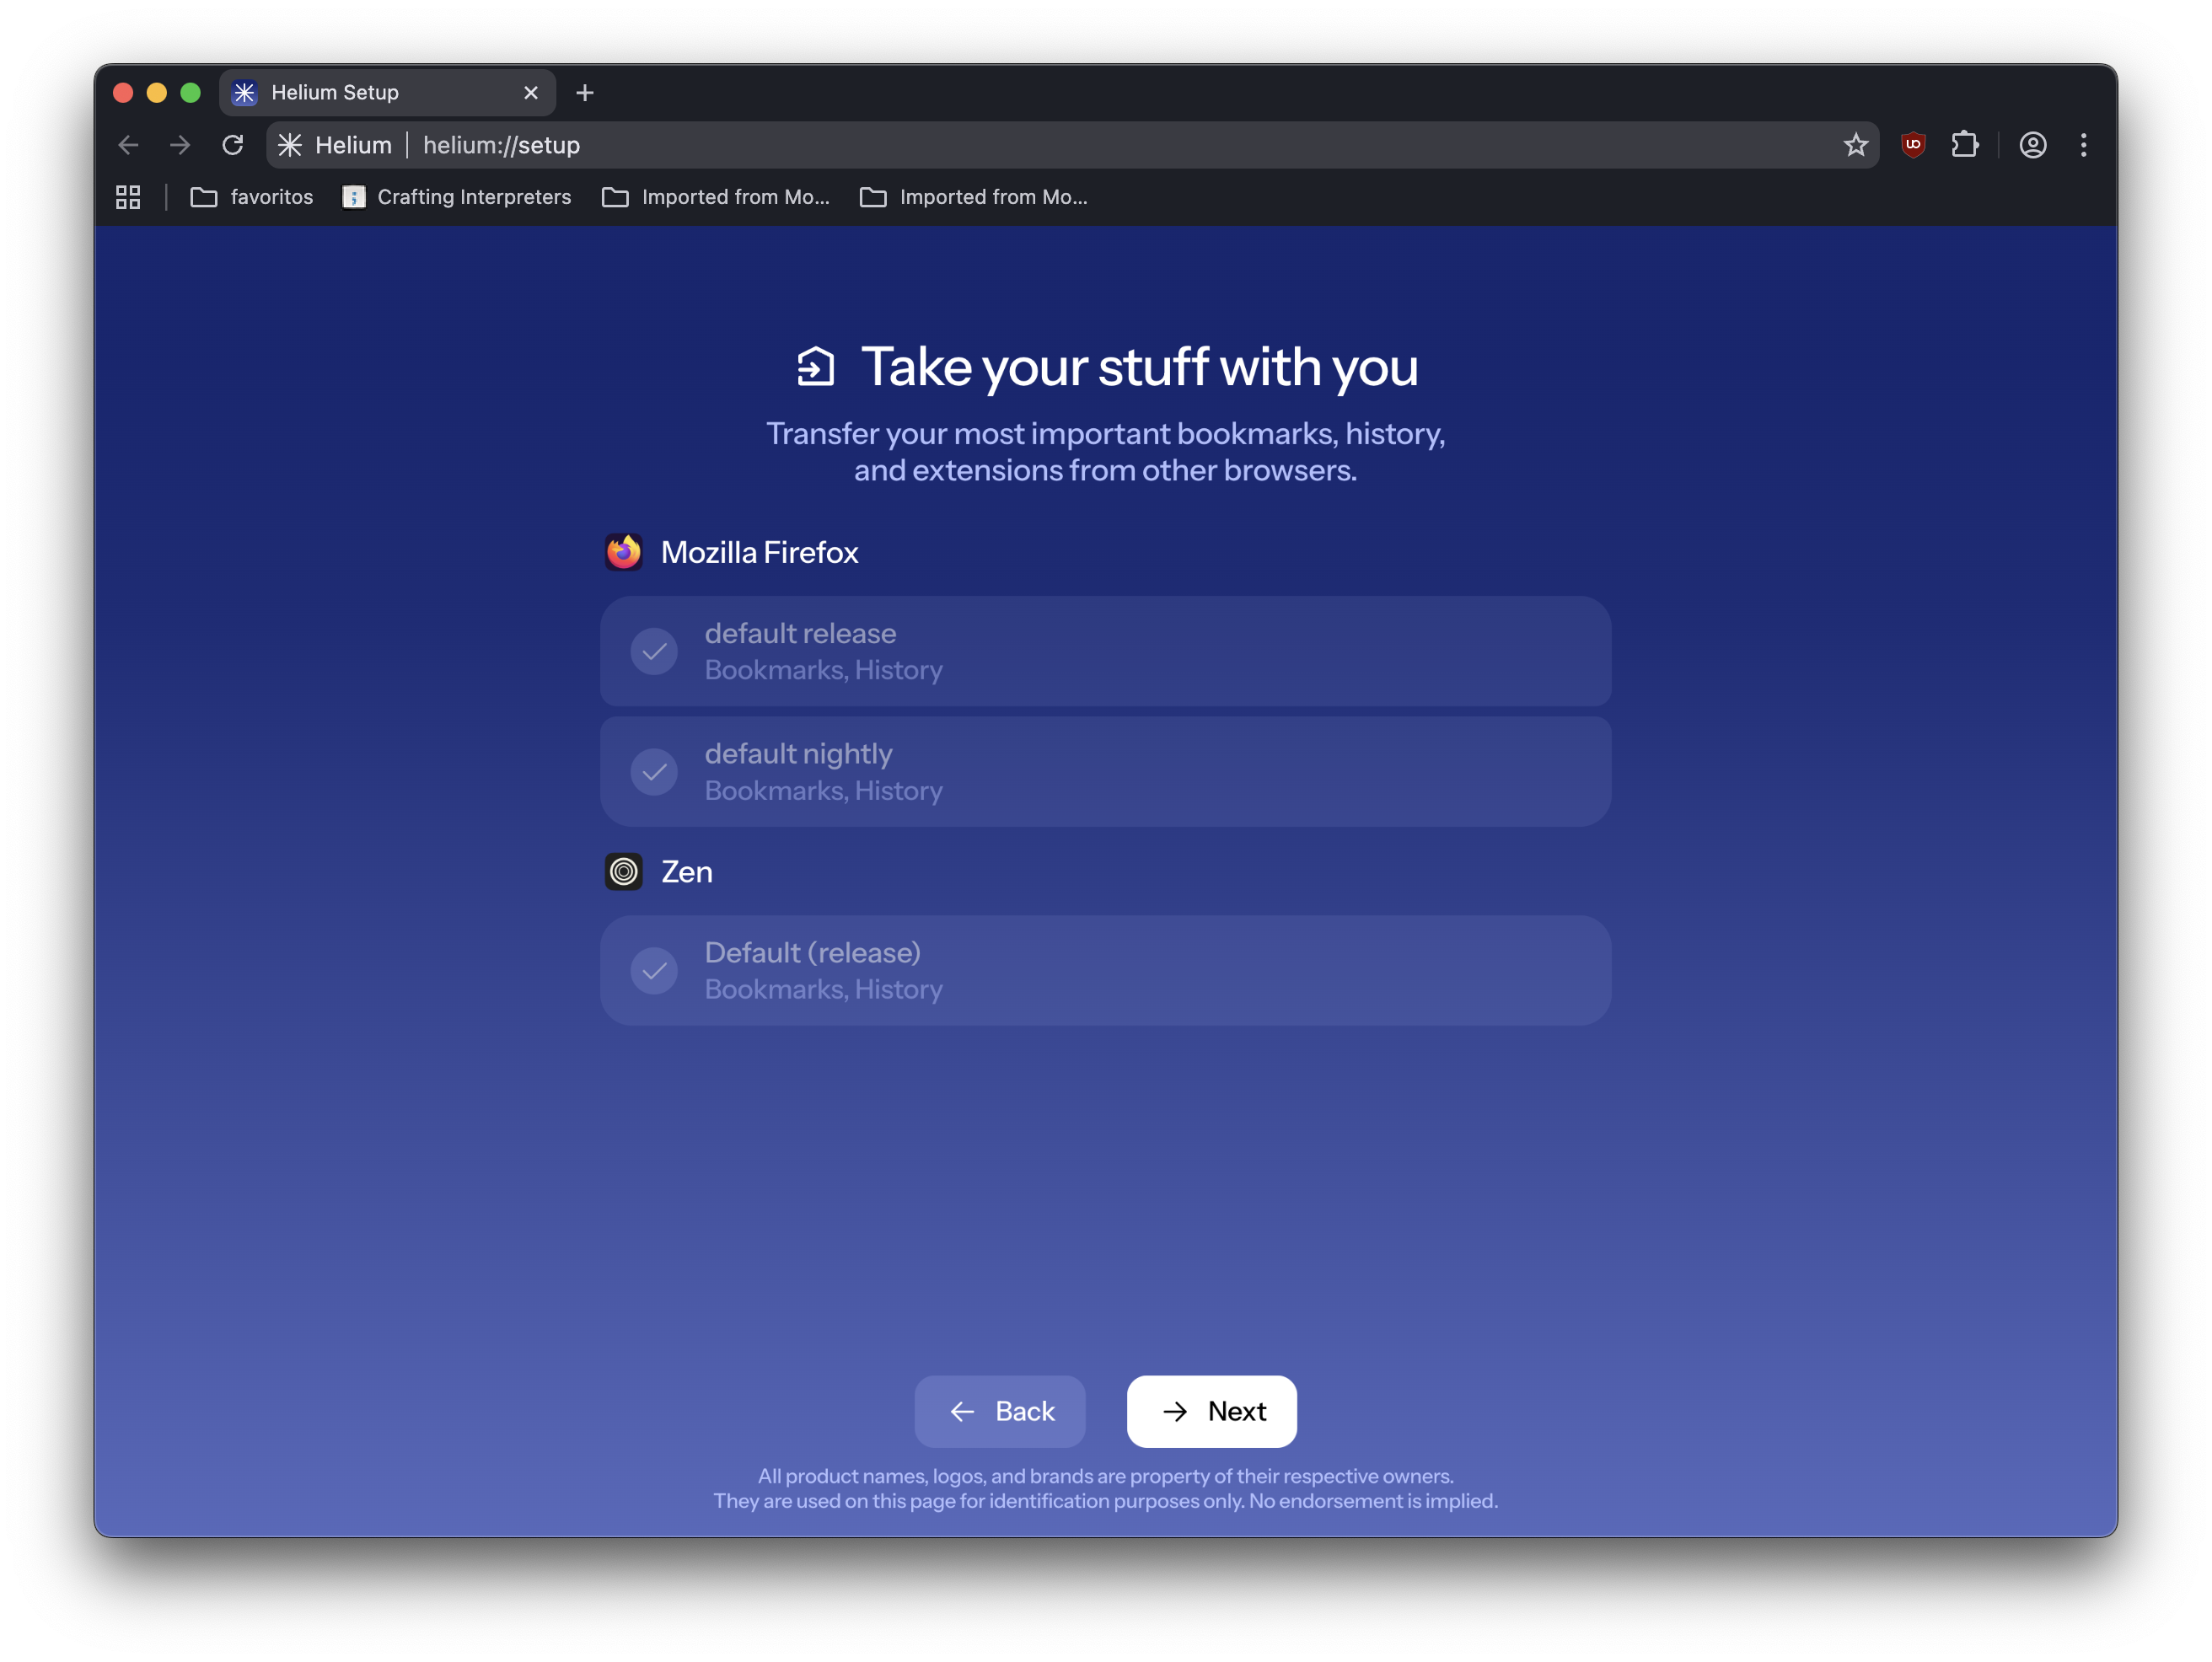 Helium Setup
Helium | helium://setup
favoritos
Crafting Interpreters
Imported from Mo...
Imported from Mo...
Take your stuff with you
Transfer your most important bookmarks, history,
and extensions from other browsers.
Mozilla Firefox
default release
Bookmarks, History
default nightly
Bookmarks, History
Zen
Default (release)
Bookmarks, History
Back
Next
All product names, logos, and brands are property of their respective owners.
They are used on this page for identification purposes only. No endorsement is implied.